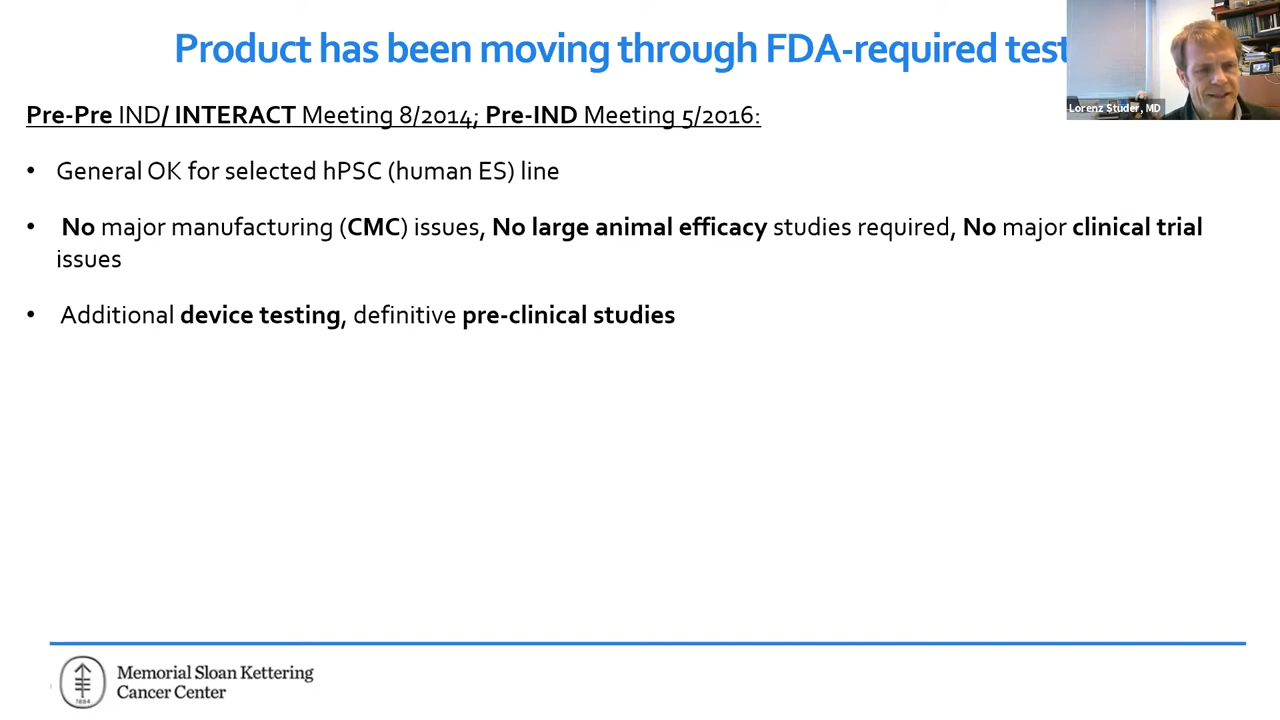 Product has been moving through FDA-required test
Lorenz Studer, MD
Pre-Pre IND/ INTERACT Meeting 8/2014; Pre-IND Meeting 5/2016:
• General OK for selected hPSC (human ES) line
• No major manufacturing (CMC) issues, No large animal efficacy studies required, No major clinical trial
issues
• Additional device testing, definitive pre-clinical studies
1884
Memorial Sloan Kettering
Cancer Center